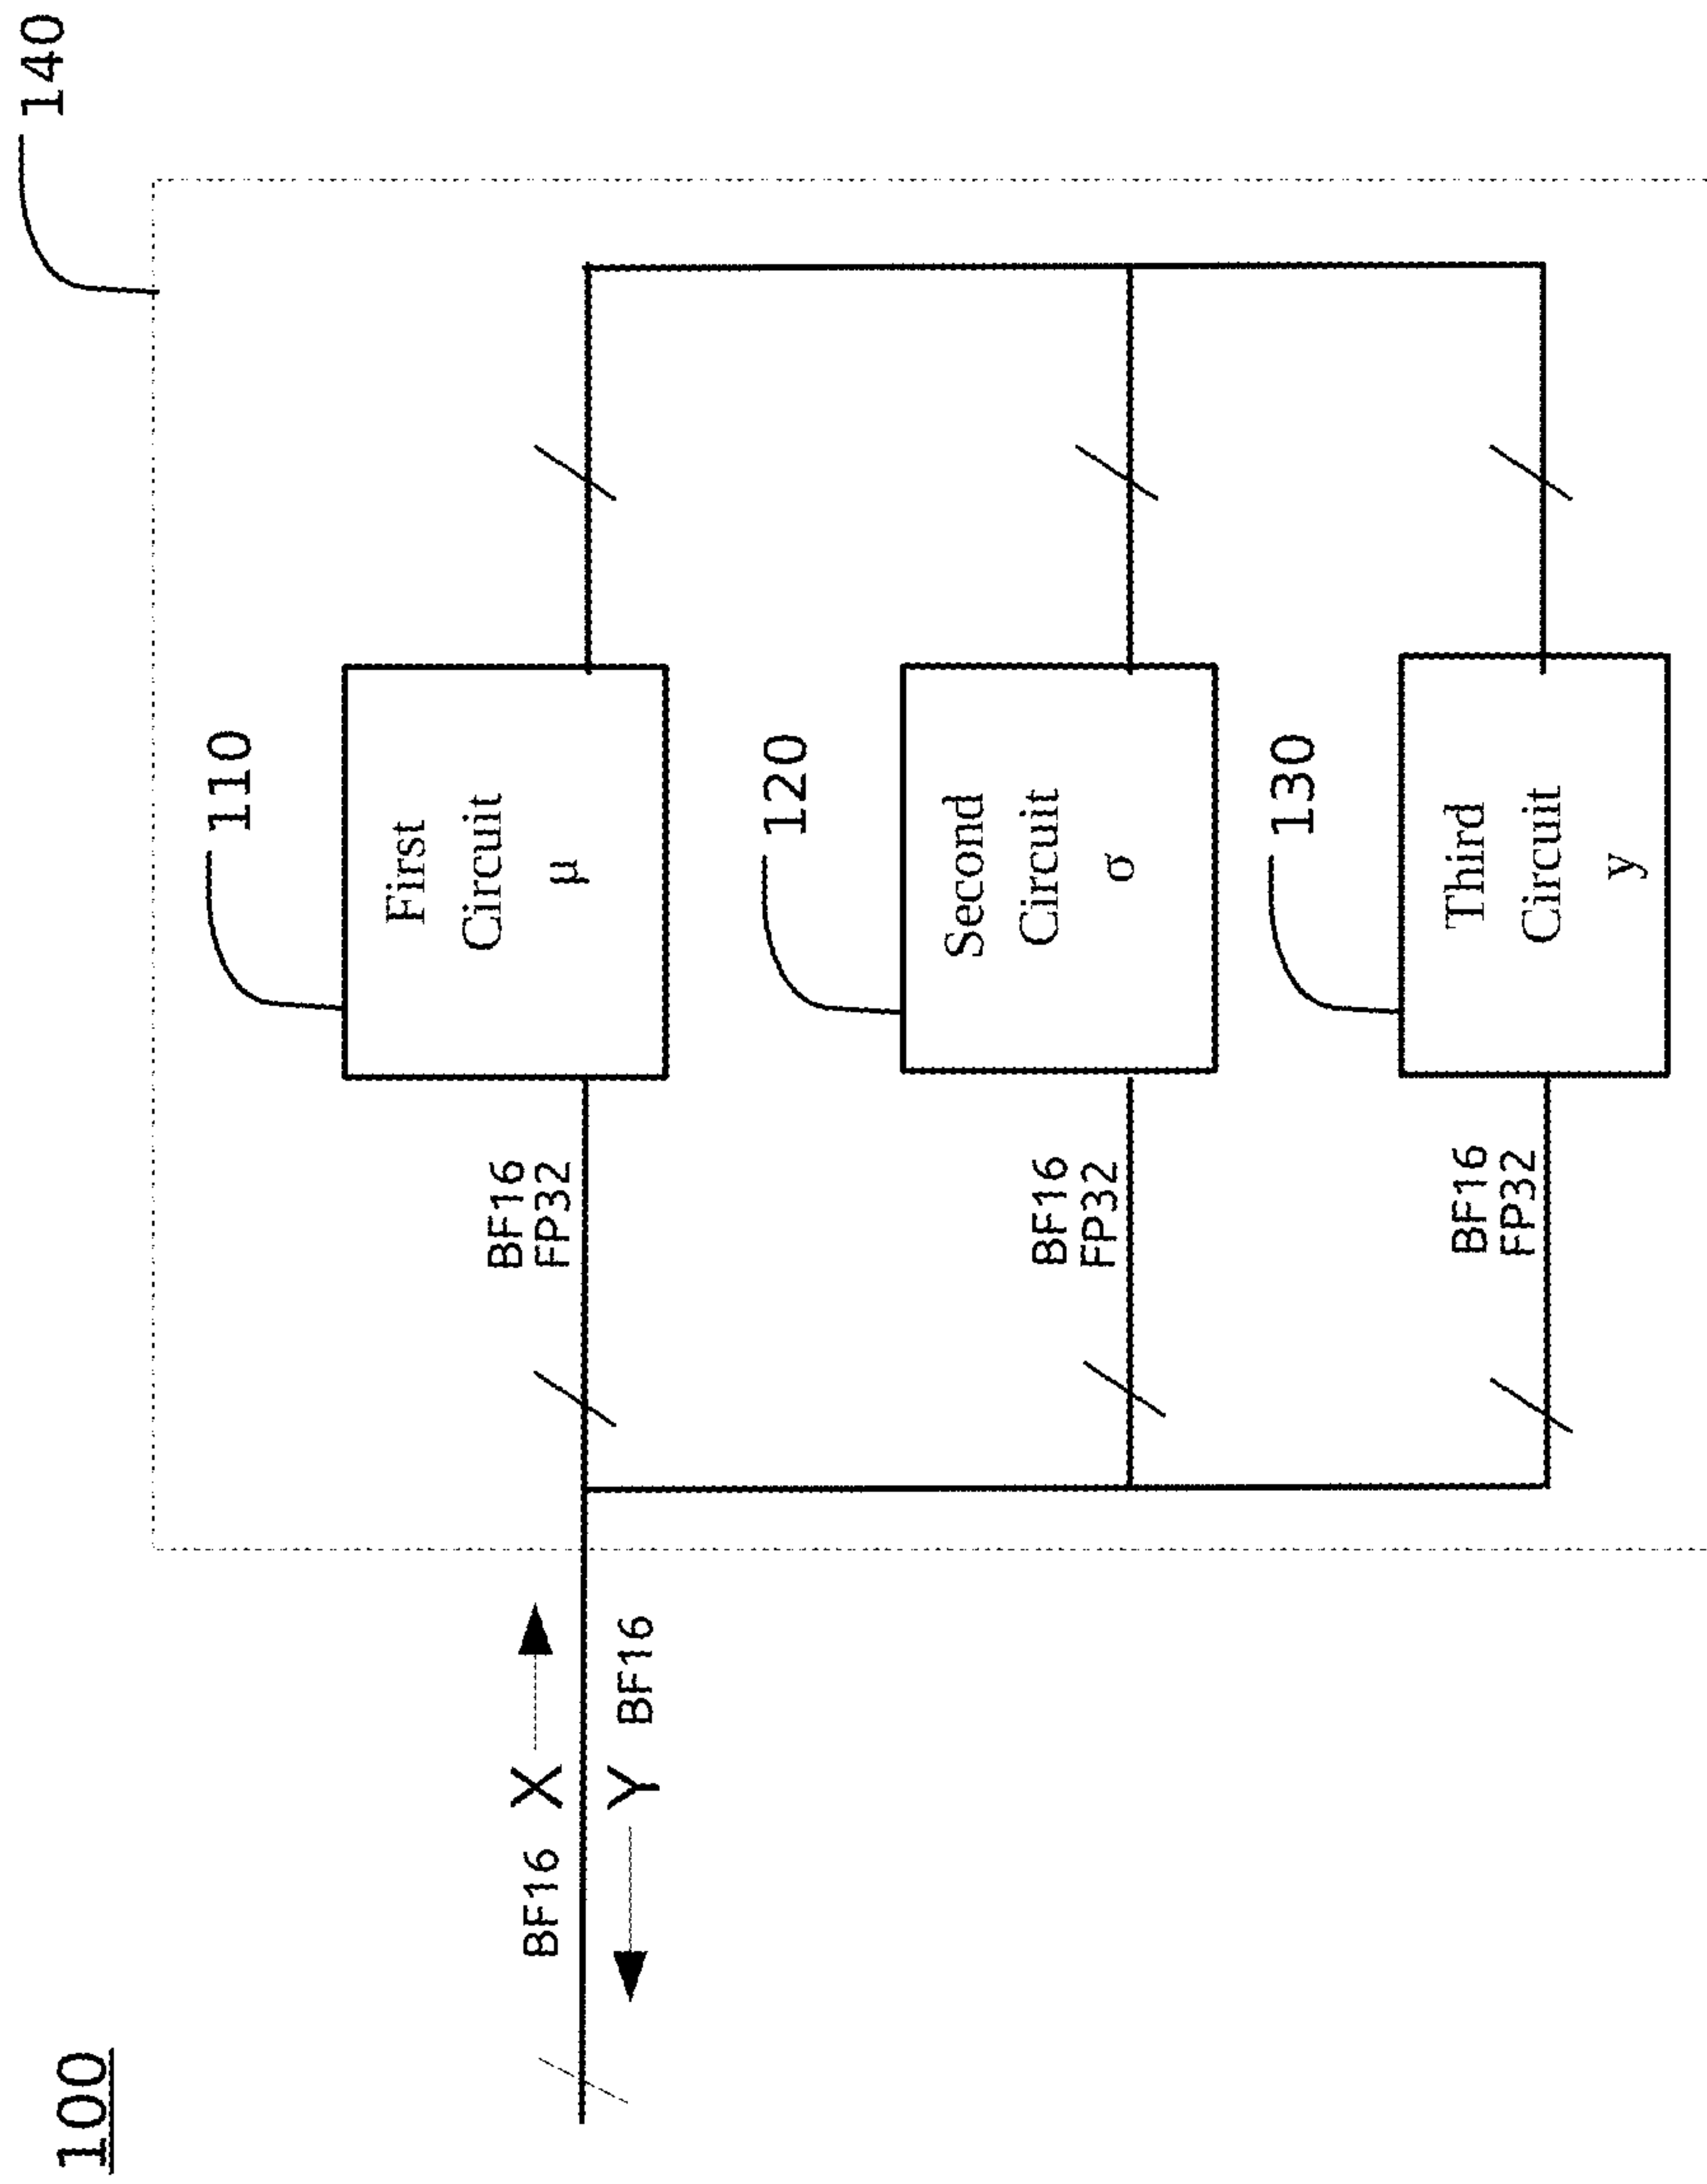 100
140
110
First
Circuit
μ
BF16
FP32
BF16 X
Y BF16
120
Second
Circuit
σ
BF16
FP32
130
Third
Circuit
y
BF16
FP32